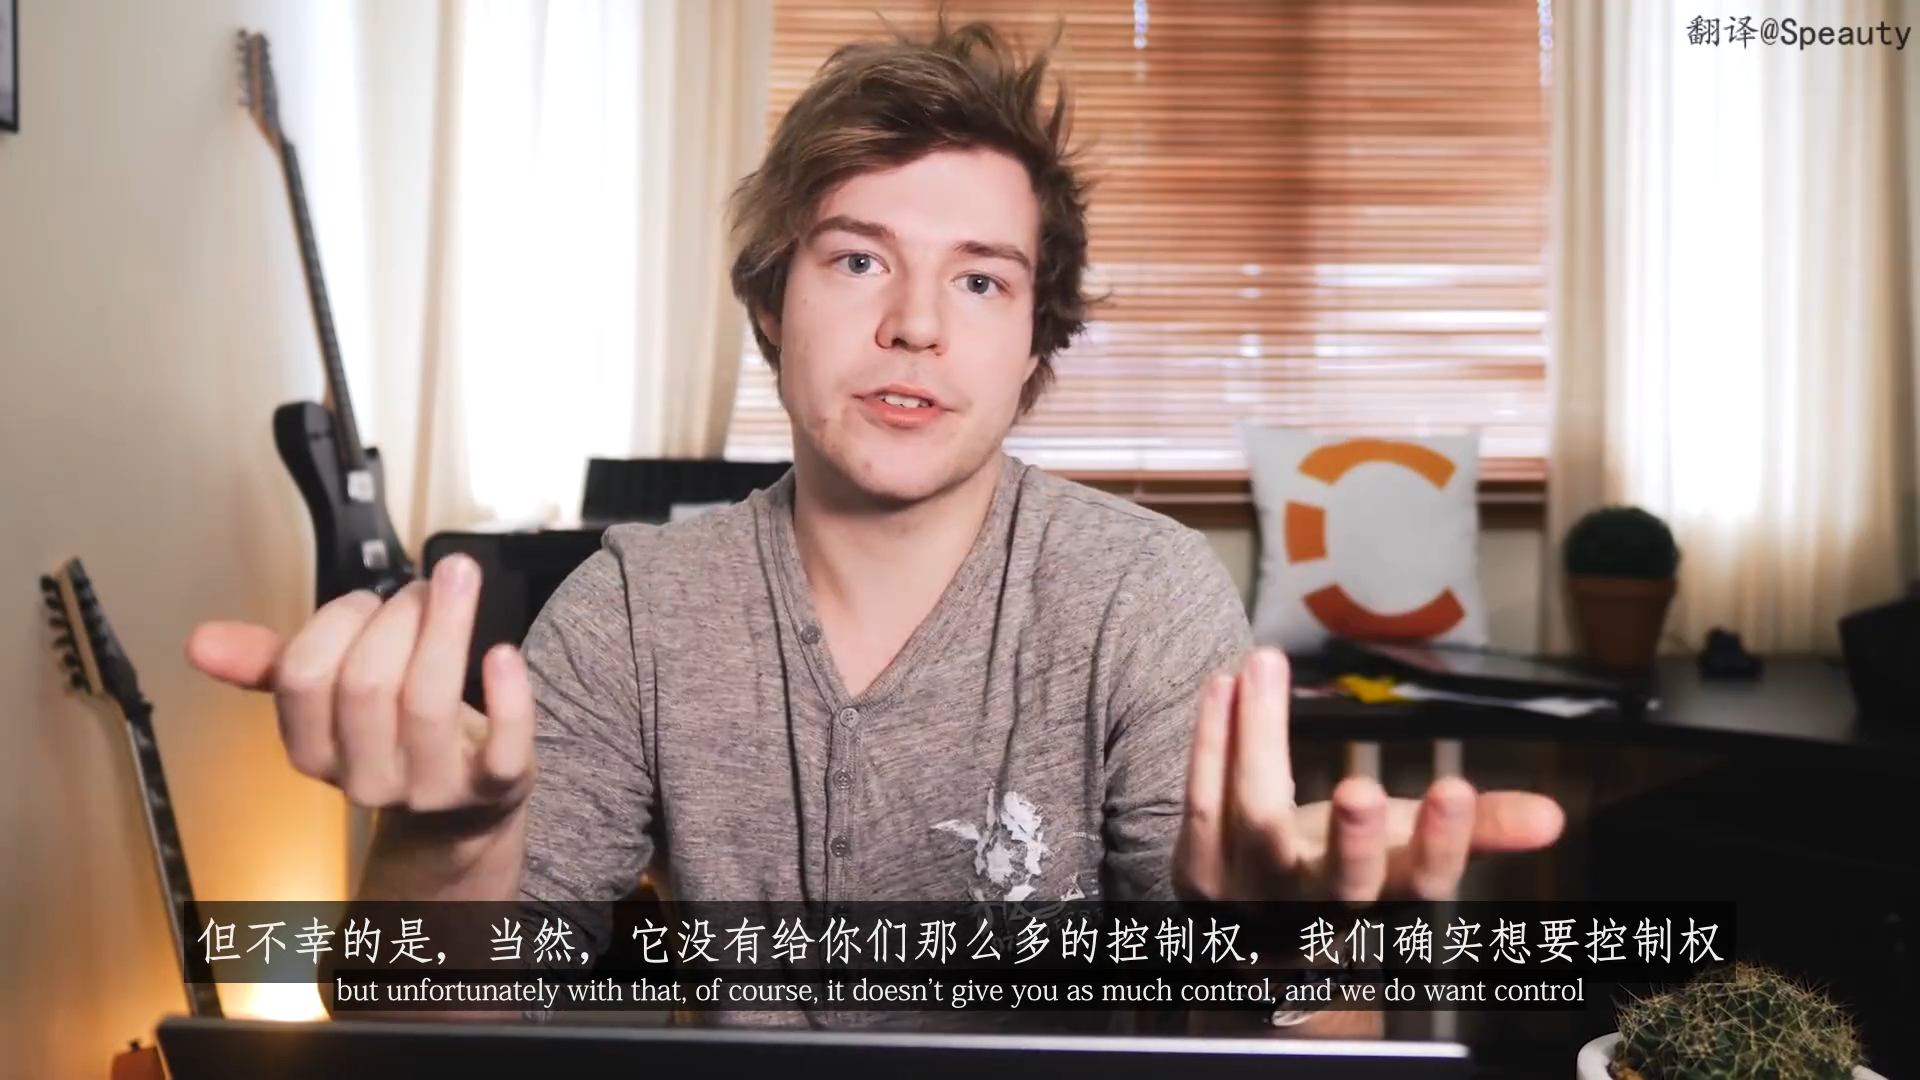 翻译@Speauty
但不幸的是，当然，它没有给你们那么多的控制权，我们确实想要控制权
but unfortunately with that, of course, it doesn't give you as much control, and we do want control